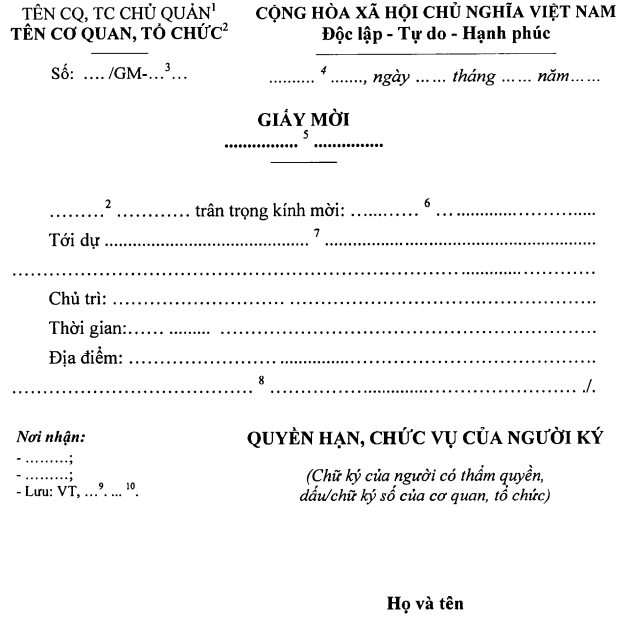 TÊN CQ, TC CHỦ QUẢN¹
TÊN CƠ QUAN, TỔ CHỨC²
CỘNG HÒA XÃ HỘI CHỦ NGHĨA VIỆT NAM
Độc lập - Tự do - Hạnh phúc
Số: .... /GM-...³...
.......... ⁴ ......., ngày ...... tháng ...... năm......
GIẤY MỜI
................ ⁵ ...............
.........² ............ trân trọng kính mời: ............ ⁶ ..............................
Tới dự ............................................ ⁷ ..........................................................
..............................................................................................................
Chủ trì: ............................ ......................................................
Thời gian:...... ......... .................................................................
Địa điểm: .......................... ......................................................
............................................. ⁸ ........................................................ ./.
Nơi nhận:
- .........;
- .........;
- Lưu: VT, ...⁹. ... ¹⁰.
QUYỀN HẠN, CHỨC VỤ CỦA NGƯỜI KÝ
(Chữ ký của người có thẩm quyền,
dấu/chữ ký số của cơ quan, tổ chức)
Họ và tên